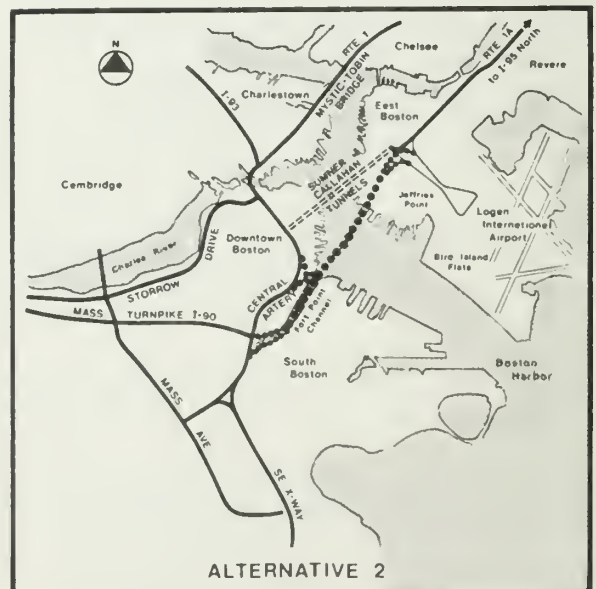 N
Chelsea
RTE 1
MYSTIC-TOBIN
BRIDGE
RTE 1A
to I-95 North
Revere
I-93
Charlestown
East
Boston
Cembridge
SUMNER
CALLAHAN
TUNNELS
Jeffries
Point
Logen
Internetionel
Airport
Charles River
DRIVE
Downtown
Boston
Bird Island
Flats
STORROW
CENTRAL
ARTERY
MASS TURNPIKE I-90
Fort Point
Channel
South
Boston
Boston
Harbor
MASS
AVE
SE X-WAY
ALTERNATIVE 2